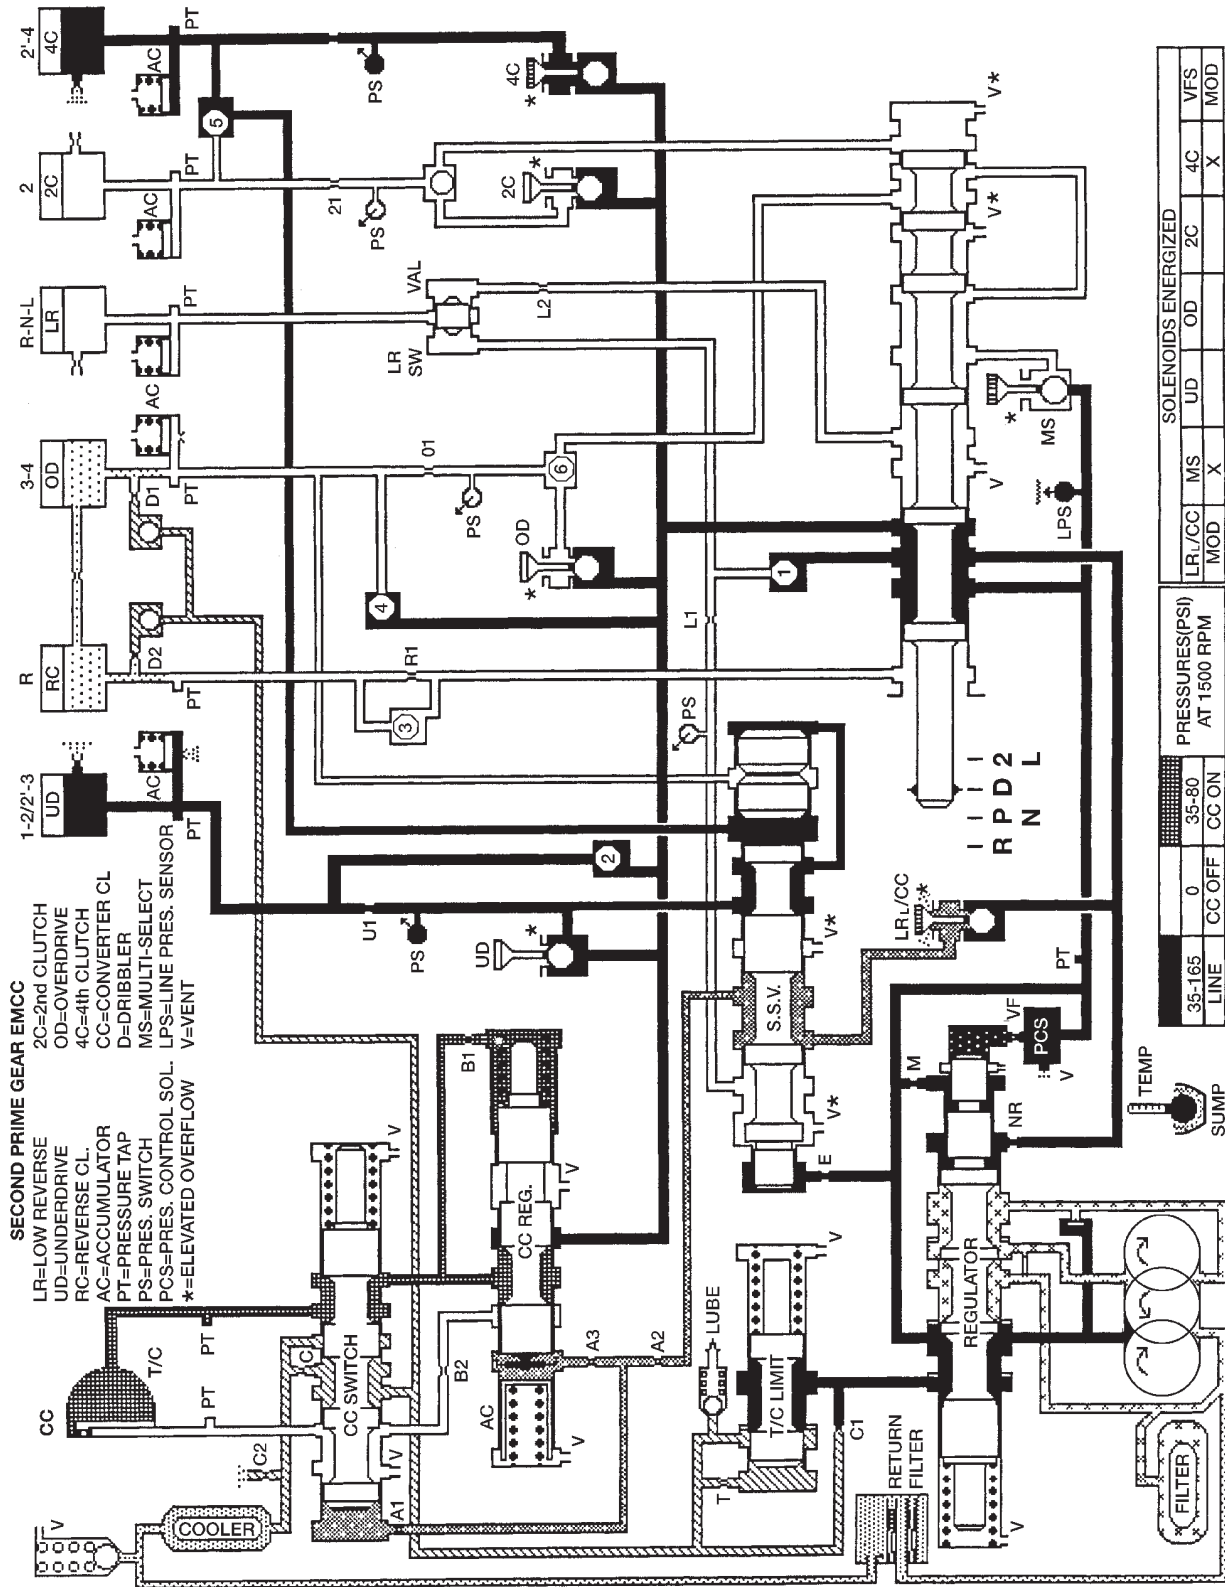 SECOND PRIME GEAR EMCC
LR=LOW REVERSE
UD=UNDERDRIVE
RC=REVERSE CL.
AC=ACCUMULATOR
PT=PRESSURE TAP
PS=PRES. SWITCH
PCS=PRES. CONTROL SOL.
*=ELEVATED OVERFLOW
2C=2nd CLUTCH
OD=OVERDRIVE
4C=4th CLUTCH
CC=CONVERTER CL
D=DRIBBLER
MS=MULTI-SELECT
LPS=LINE PRES. SENSOR
V=VENT
1-2/2'-3
UD
AC
PT
R
RC
D2
PT
3-4
OD
D1
AC
PT
R-N-L
LR
AC
PT
2
2C
AC
PT
2'-4
4C
AC
PT
5
CC
T/C
PT
PT
V
COOLER
C2
C
CC SWITCH
V
V
A1
B1
B2
CC REG.
V
AC
V
A3
A2
U1
PS
UD
*
2
3
R1
4
O1
PS
6
OD
*
LR
SW
VAL
L2
21
PS
2C
*
PS
4C
*
L1
PS
1
S.S.V.
V*
V*
E
LRL/CC
*
R P D 2
N L
V
MS
*
LPS
V*
V*
LUBE
T/C LIMIT
T
V
C1
RETURN
FILTER
REGULATOR
V
M
NR
VF
PCS
V
PT
TEMP
SUMP
FILTER
35-165
LINE
0
CC OFF
35-80
CC ON
PRESSURES(PSI)
AT 1500 RPM
SOLENOIDS ENERGIZED
LRL/CC MS UD OD 2C 4C VFS
MOD X X MOD